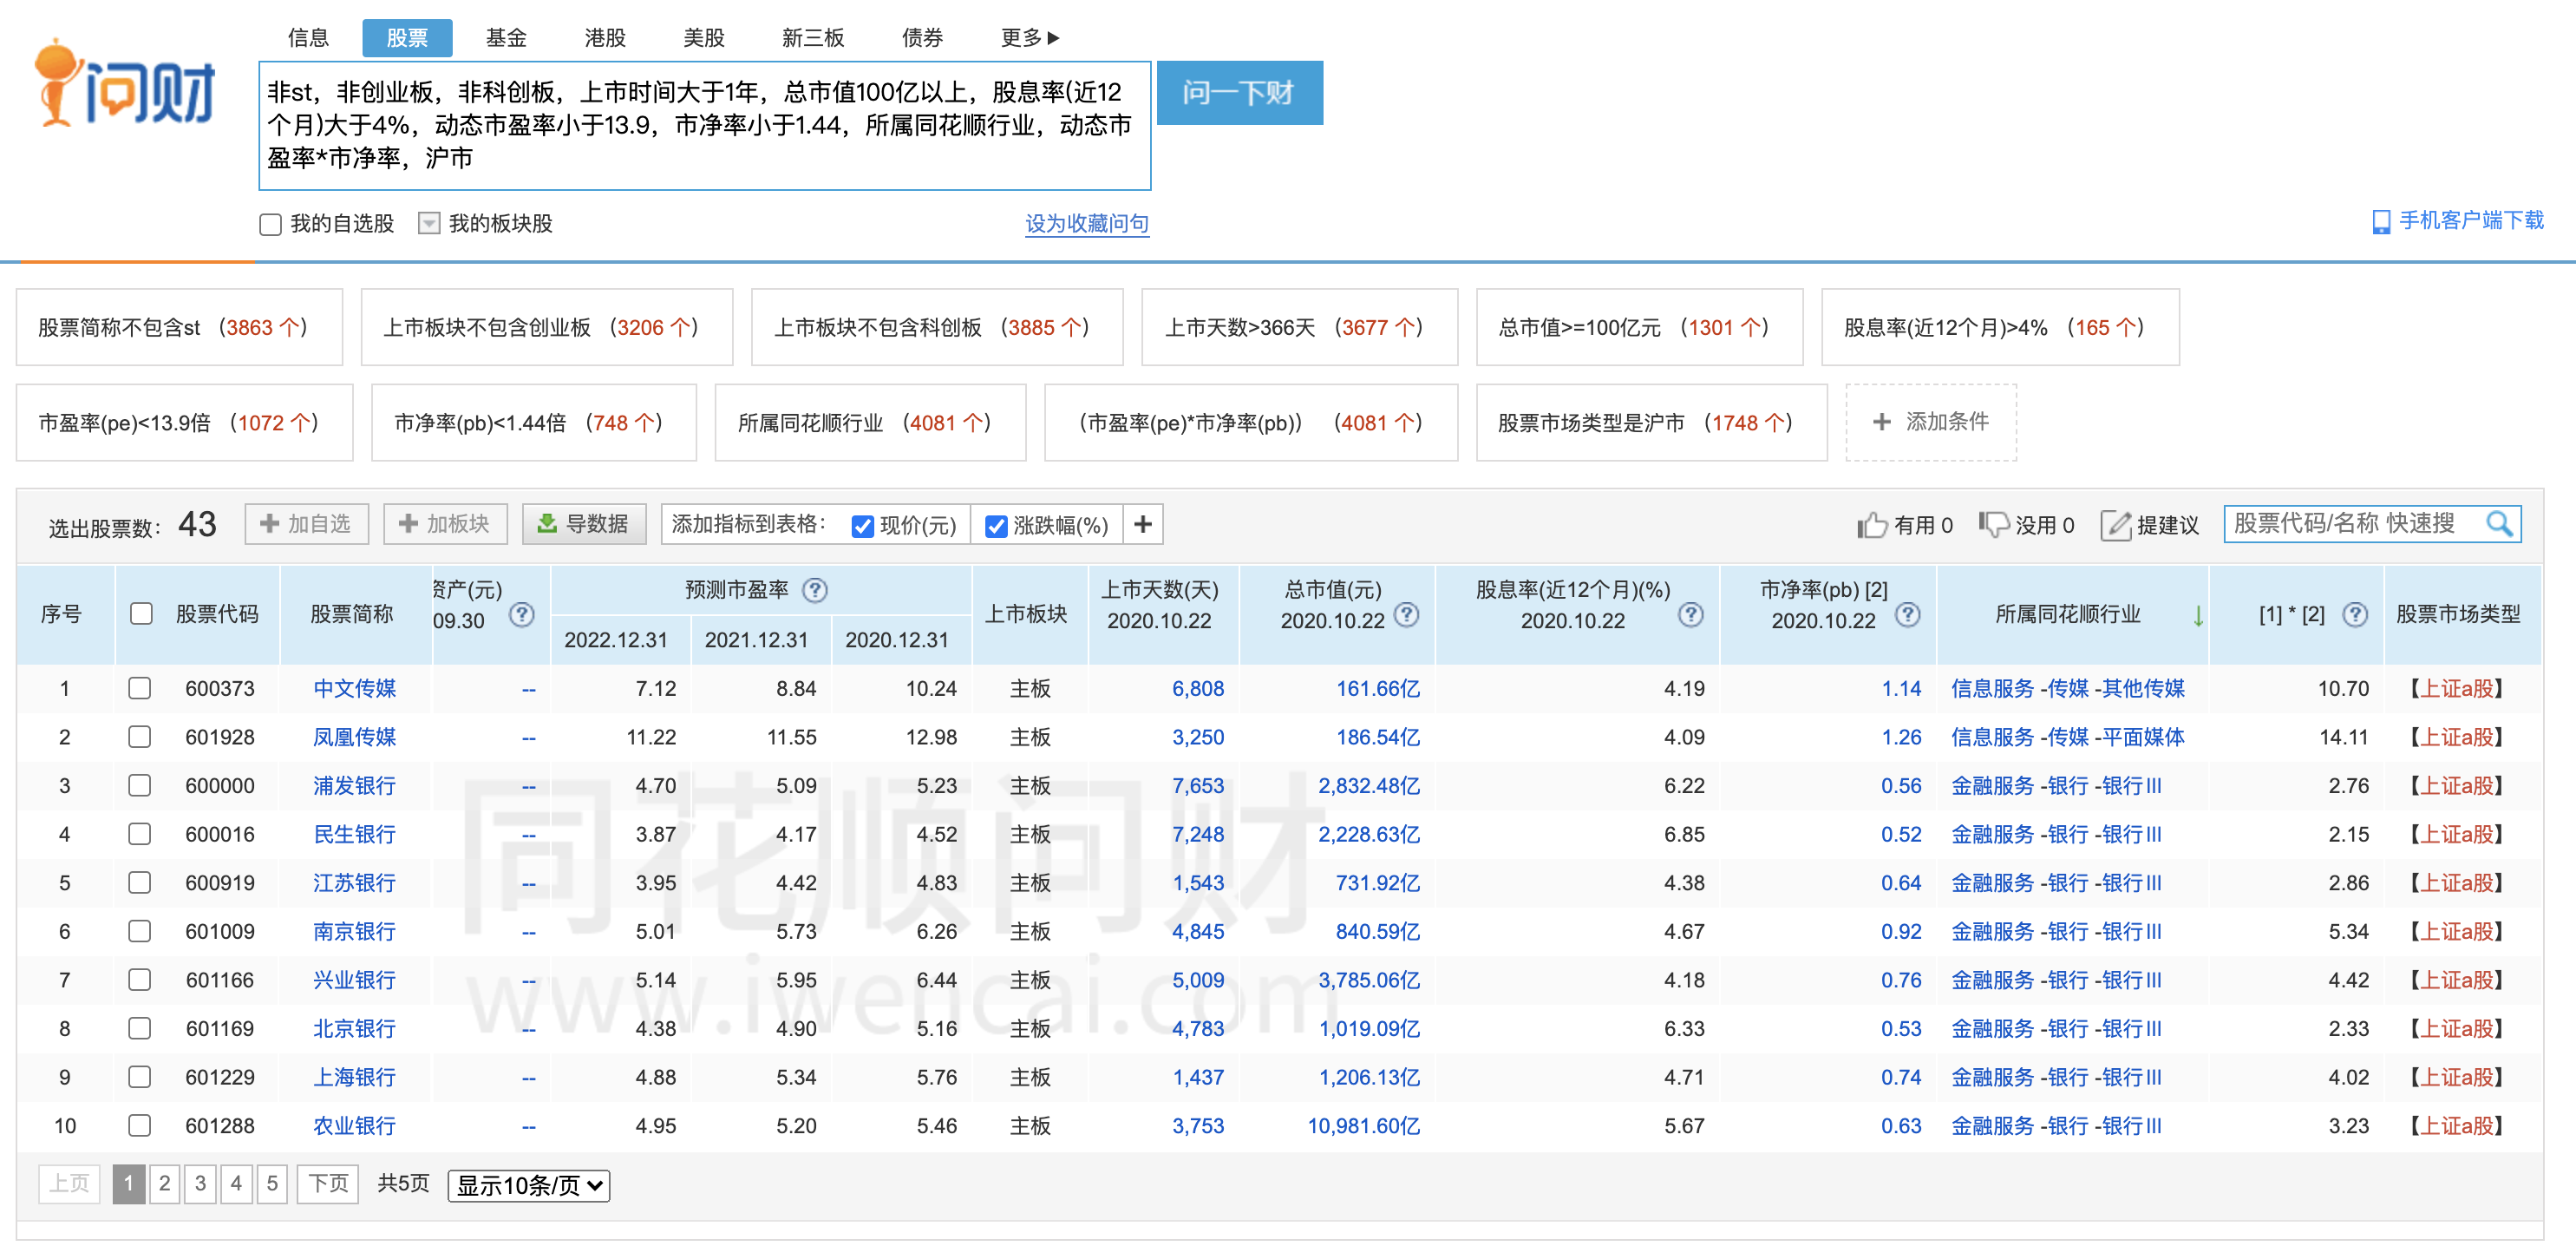 信息 股票 基金 港股 美股 新三板 债券 更多
问财
非st，非创业板，非科创板，上市时间大于1年，总市值100亿以上，股息率(近12
个月)大于4%，动态市盈率小于13.9，市净率小于1.44，所属同花顺行业，动态市
盈率*市净率，沪市
问一下财
我的自选股 我的板块股 设为收藏问句 手机客户端下载
股票简称不包含st （3863 个） 上市板块不包含创业板 （3206 个） 上市板块不包含科创板 （3885 个） 上市天数>366天 （3677 个） 总市值>=100亿元 （1301 个） 股息率(近12个月)>4% （165 个）
市盈率(pe)<13.9倍 （1072 个） 市净率(pb)<1.44倍 （748 个） 所属同花顺行业 （4081 个） （市盈率(pe)*市净率(pb)） （4081 个） 股票市场类型是沪市 （1748 个） + 添加条件
选出股票数： 43 加自选 加板块 导数据 添加指标到表格： 现价(元) 涨跌幅(%) + 有用 0 没用 0 提建议 股票代码/名称 快速搜
序号 股票代码 股票简称 资产(元) 09.30 ? 预测市盈率 ? 上市板块 上市天数(天) 2020.10.22 总市值(元) 2020.10.22 ? 股息率(近12个月)(%) 2020.10.22 ? 市净率(pb) [2] 2020.10.22 ? 所属同花顺行业 ↓ [1] * [2] ? 股票市场类型
2022.12.31 2021.12.31 2020.12.31
1 600373 中文传媒 -- 7.12 8.84 10.24 主板 6,808 161.66亿 4.19 1.14 信息服务 -传媒 -其他传媒 10.70 【上证a股】
2 601928 凤凰传媒 -- 11.22 11.55 12.98 主板 3,250 186.54亿 4.09 1.26 信息服务 -传媒 -平面媒体 14.11 【上证a股】
3 600000 浦发银行 -- 4.70 5.09 5.23 主板 7,653 2,832.48亿 6.22 0.56 金融服务 -银行 -银行III 2.76 【上证a股】
4 600016 民生银行 -- 3.87 4.17 4.52 主板 7,248 2,228.63亿 6.85 0.52 金融服务 -银行 -银行III 2.15 【上证a股】
5 600919 江苏银行 -- 3.95 4.42 4.83 主板 1,543 731.92亿 4.38 0.64 金融服务 -银行 -银行III 2.86 【上证a股】
6 601009 南京银行 -- 5.01 5.73 6.26 主板 4,845 840.59亿 4.67 0.92 金融服务 -银行 -银行III 5.34 【上证a股】
7 601166 兴业银行 -- 5.14 5.95 6.44 主板 5,009 3,785.06亿 4.18 0.76 金融服务 -银行 -银行III 4.42 【上证a股】
8 601169 北京银行 -- 4.38 4.90 5.16 主板 4,783 1,019.09亿 6.33 0.53 金融服务 -银行 -银行III 2.33 【上证a股】
9 601229 上海银行 -- 4.88 5.34 5.76 主板 1,437 1,206.13亿 4.71 0.74 金融服务 -银行 -银行III 4.02 【上证a股】
10 601288 农业银行 -- 4.95 5.20 5.46 主板 3,753 10,981.60亿 5.67 0.63 金融服务 -银行 -银行III 3.23 【上证a股】
同花顺问财
www.iwencai.com
上页 1 2 3 4 5 下页 共5页 显示10条/页